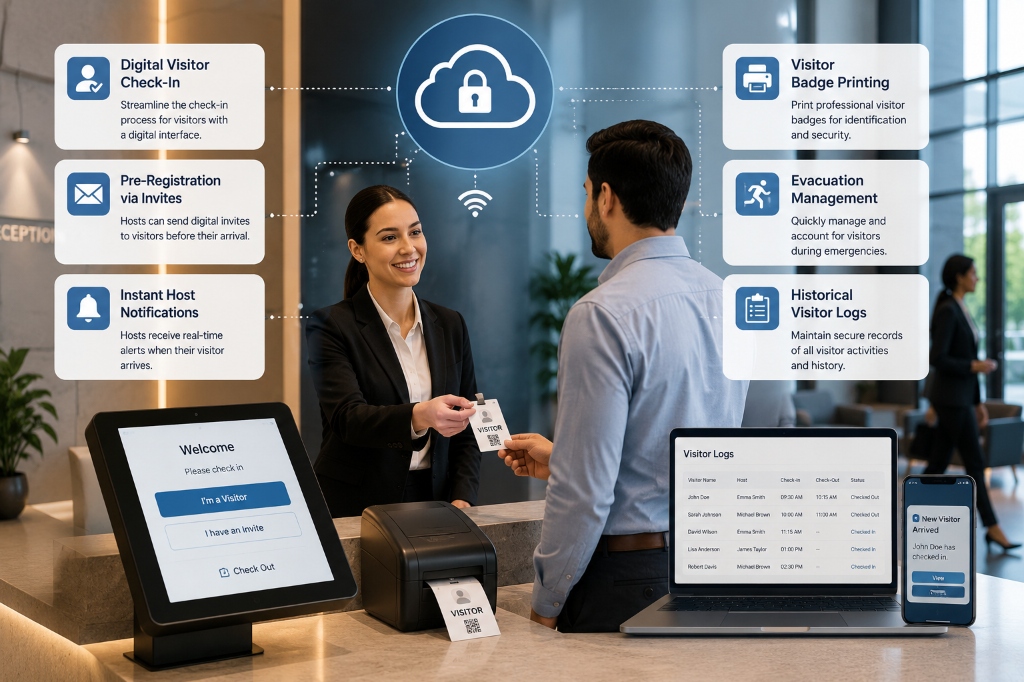 Digital Visitor
Check-In
Streamline the check-in
process for visitors with
a digital interface.
Pre-Registration
via Invites
Hosts can send digital invites
to visitors before their arrival.
Instant Host
Notifications
Hosts receive real-time
alerts when their visitor
arrives.
Visitor
Badge Printing
Print professional visitor
badges for identification
and security.
Evacuation
Management
Quickly manage and
account for visitors
during emergencies.
Historical
Visitor Logs
Maintain secure records
of all visitor activities
and history.
CEPTION
VISITOR
Welcome
Please check in
I'm a Visitor
I have an Invite
Check Out
VISITOR
Visitor Logs
Visitor Name Host Check-in Check-Out Status
John Doe Emma Smith 09:30 AM 10:15 AM Checked Out
Sarah Johnson Michael Brown 10:00 AM 11:00 AM Checked Out
David Wilson Emma Smith 11:15 AM – Checked In
Lisa Anderson James Taylor 01:00 PM – Checked In
Robert Davis Michael Brown 02:30 PM – Checked In
New Visitor
Arrived
John Doe has
checked in.
View